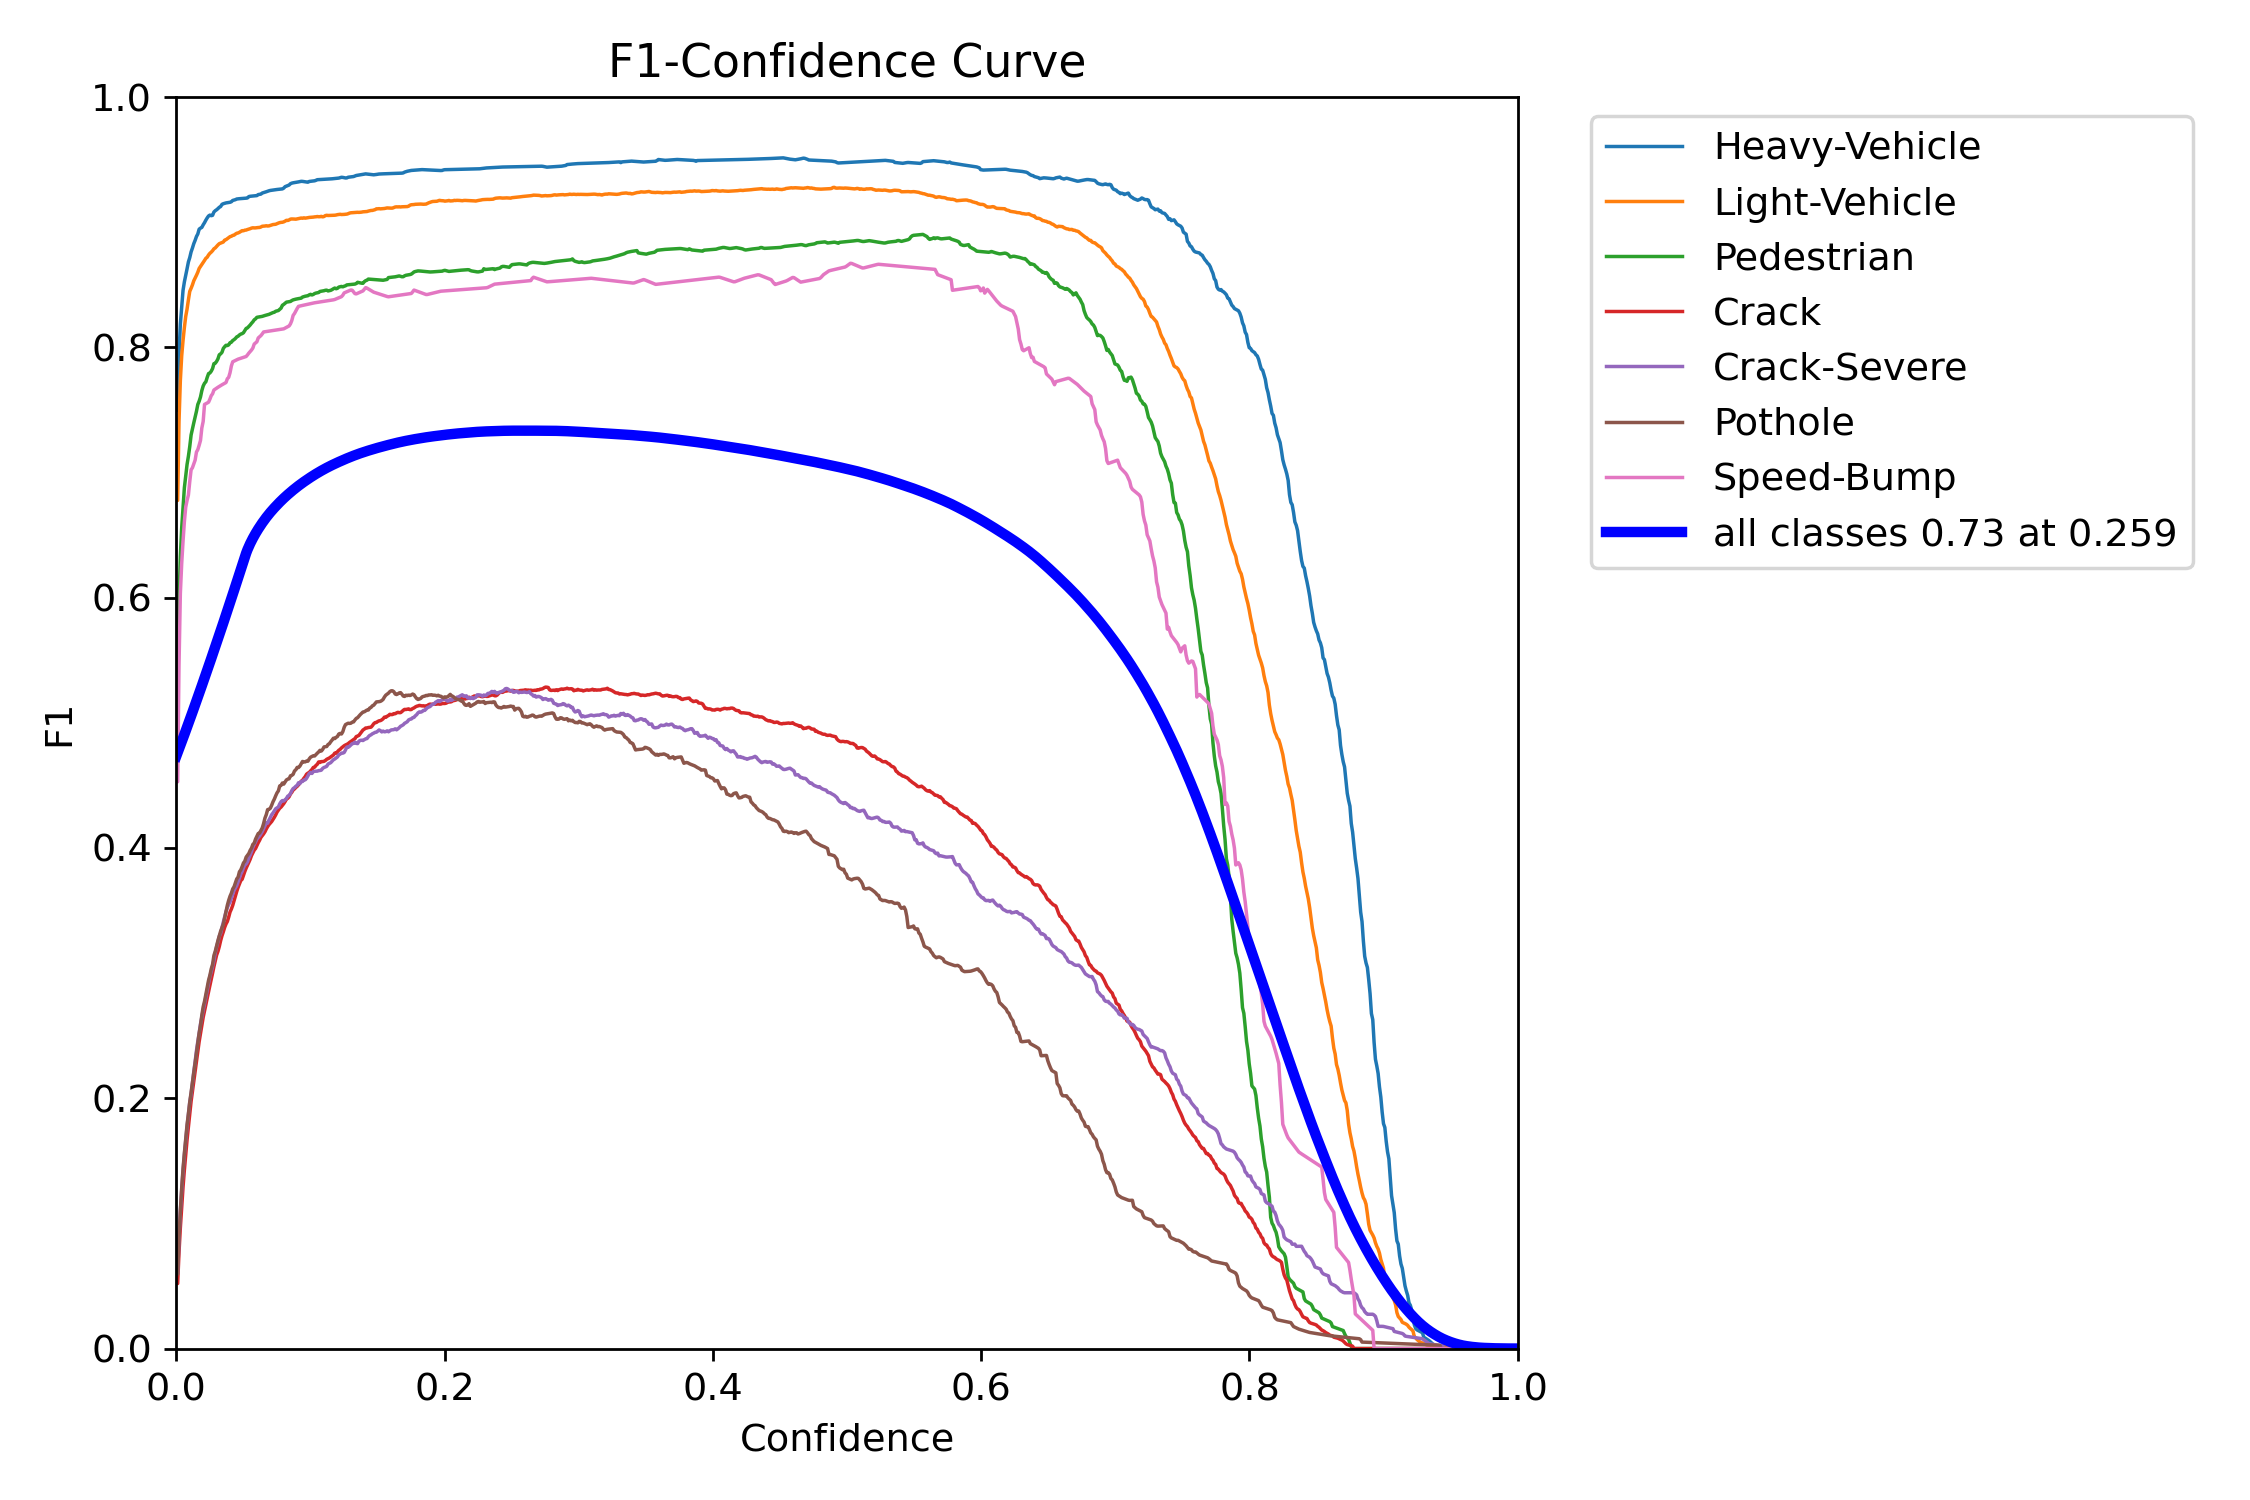 F1-Confidence Curve
1.0
0.8
0.6
0.4
0.2
0.0
F1
0.0 0.2 0.4 0.6 0.8 1.0
Confidence
Heavy-Vehicle
Light-Vehicle
Pedestrian
Crack
Crack-Severe
Pothole
Speed-Bump
all classes 0.73 at 0.259